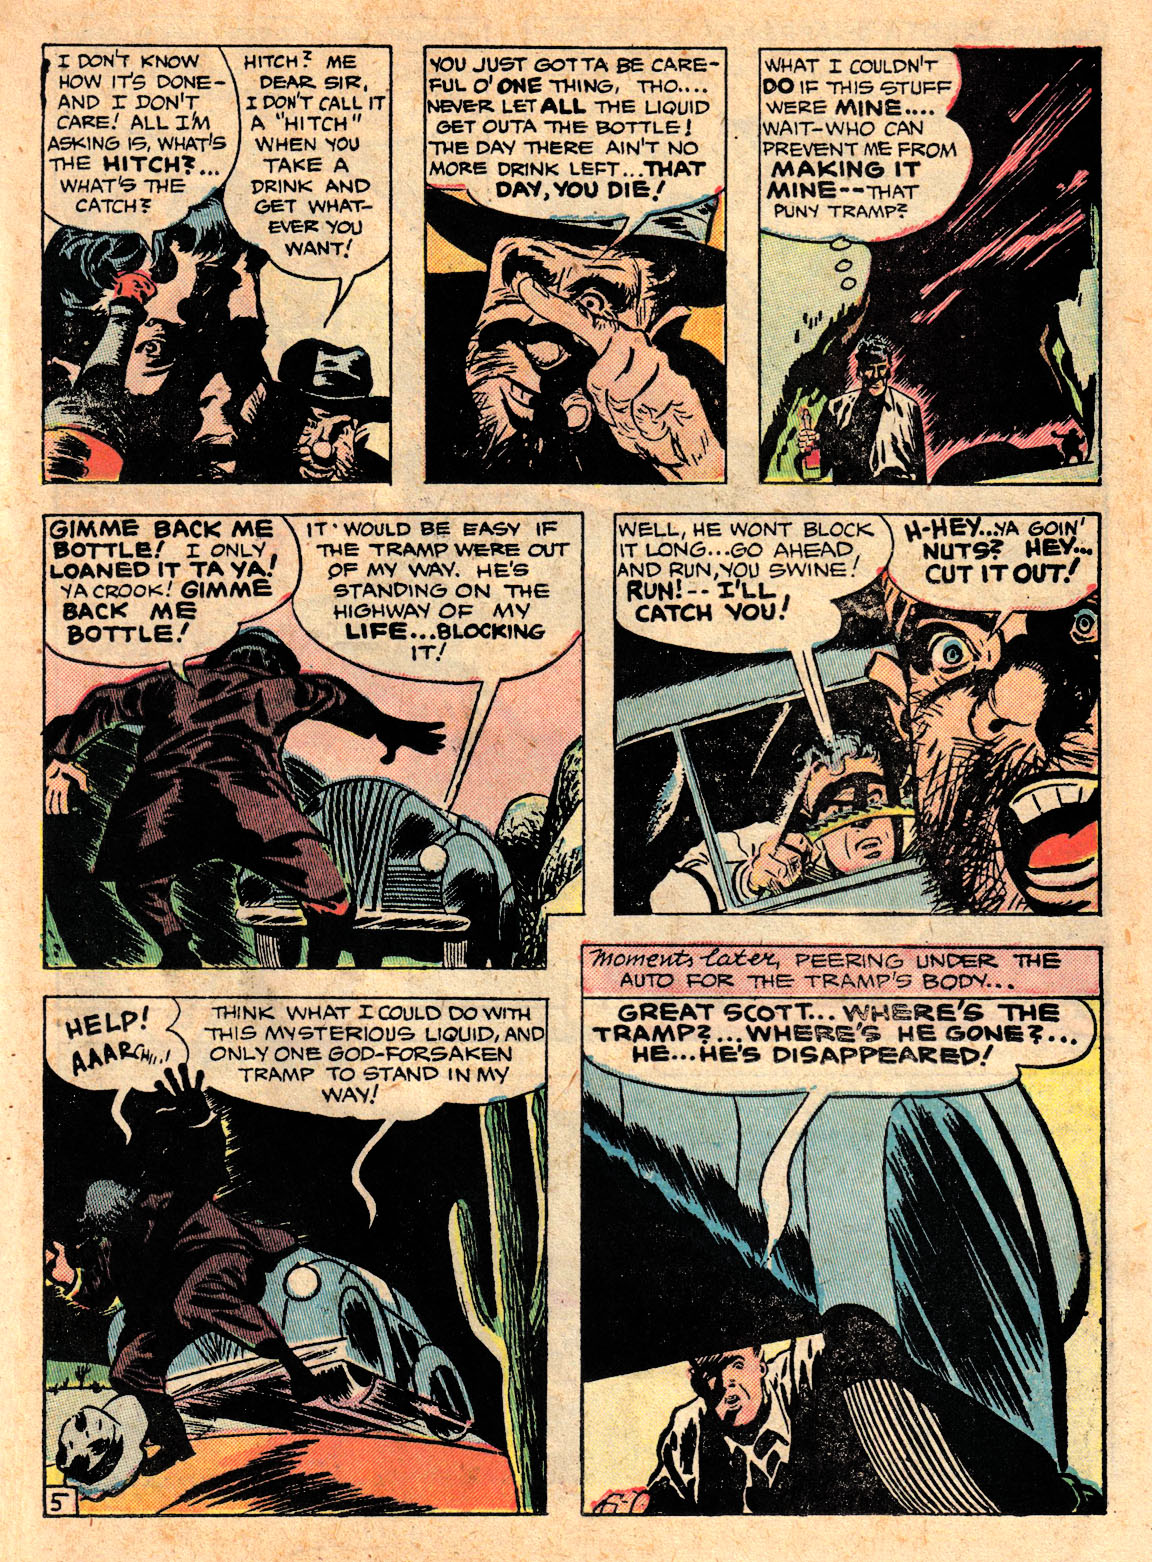 I DON'T KNOW
HOW IT'S DONE-
AND I DON'T
CARE! ALL I'M
ASKING IS, WHAT'S
THE HITCH?...
WHAT'S THE
CATCH?
HITCH? ME
DEAR SIR,
I DON'T CALL IT
A "HITCH"
WHEN YOU
TAKE A
DRINK AND
GET WHAT-
EVER YOU
WANT!
YOU JUST GOTTA BE CARE-
FUL O' ONE THING, THO....
NEVER LET ALL THE LIQUID
GET OUTA THE BOTTLE!
THE DAY THERE AIN'T NO
MORE DRINK LEFT...THAT
DAY, YOU DIE!
WHAT I COULDN'T
DO IF THIS STUFF
WERE MINE....
WAIT-WHO CAN
PREVENT ME FROM
MAKING IT
MINE--THAT
PUNY TRAMP?
GIMME BACK ME
BOTTLE! I ONLY
LOANED IT TA YA!
YA CROOK! GIMME
BACK ME
BOTTLE!
IT WOULD BE EASY IF
THE TRAMP WERE OUT
OF MY WAY. HE'S
STANDING ON THE
HIGHWAY OF MY
LIFE...BLOCKING
IT!
WELL, HE WONT BLOCK
IT LONG...GO AHEAD,
AND RUN, YOU SWINE!
RUN!-- I'LL
CATCH YOU!
H-HEY...YA GOIN'
NUTS? HEY...
CUT IT OUT!
HELP!
AAARCHH..!
THINK WHAT I COULD DO WITH
THIS MYSTERIOUS LIQUID, AND
ONLY ONE GOD-FORSAKEN
TRAMP TO STAND IN MY
WAY!
Moments later, PEERING UNDER THE
AUTO FOR THE TRAMP'S BODY...
GREAT SCOTT... WHERE'S THE
TRAMP?...WHERE'S HE GONE?...
HE...HE'S DISAPPEARED!
5